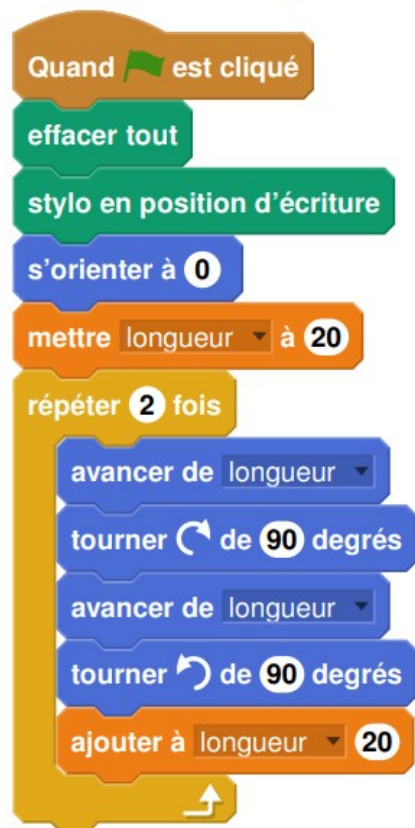 Quand est cliqué
effacer tout
stylo en position d’écriture
s’orienter à 0
mettre longueur à 20
répéter 2 fois
avancer de longueur
tourner de 90 degrés
avancer de longueur
tourner de 90 degrés
ajouter à longueur 20